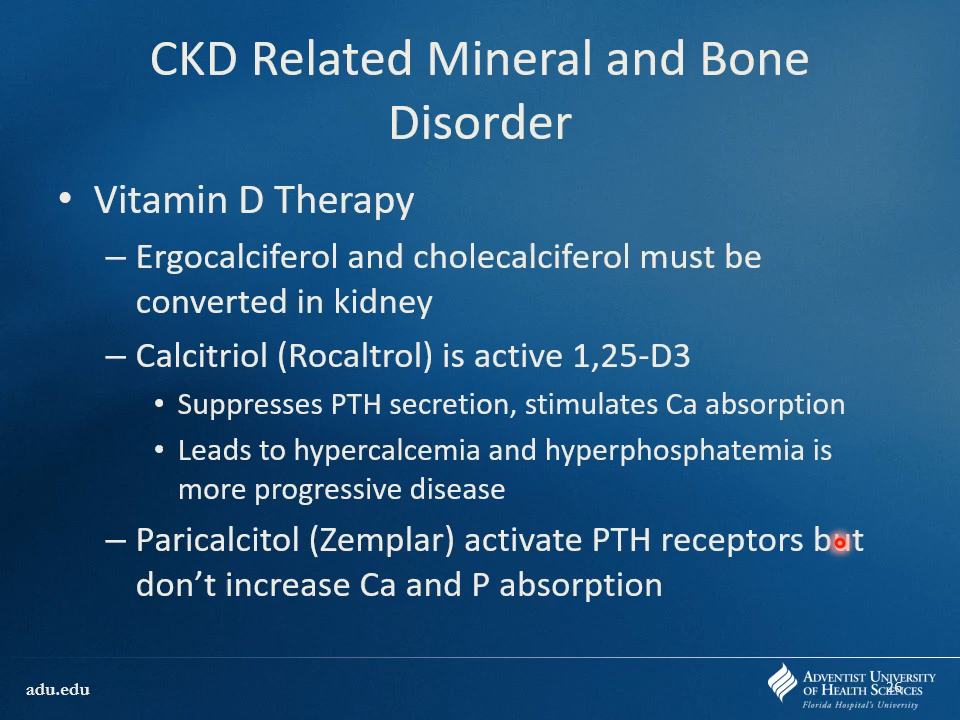 CKD Related Mineral and Bone
Disorder
• Vitamin D Therapy
– Ergocalciferol and cholecalciferol must be
converted in kidney
– Calcitriol (Rocaltrol) is active 1,25-D3
• Suppresses PTH secretion, stimulates Ca absorption
• Leads to hypercalcemia and hyperphosphatemia is
more progressive disease
– Paricalcitol (Zemplar) activate PTH receptors but
don’t increase Ca and P absorption
adu.edu
ADVENTIST UNIVERSITY
OF HEALTH SCIENCES
Florida Hospital's University
26